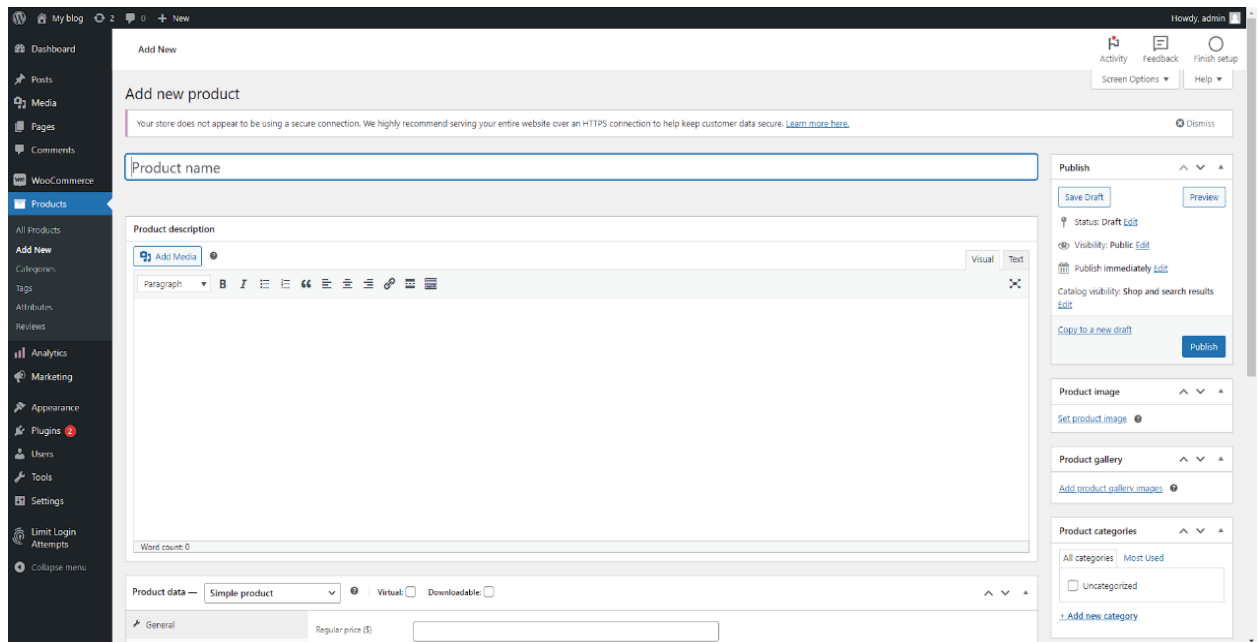 My blog 2 0 + New Howdy, admin
Dashboard
Posts
Media
Pages
Comments
WooCommerce
Products
All Products
Add New
Categories
Tags
Attributes
Reviews
Analytics
Marketing
Appearance
Plugins 2
Users
Tools
Settings
Limit Login
Attempts
Collapse menu
Add New
Activity Feedback Finish setup
Screen Options Help
Add new product
Your store does not appear to be using a secure connection. We highly recommend serving your entire website over an HTTPS connection to help keep customer data secure. Learn more here. Dismiss
Product name
Product description
Add Media
Visual Text
Paragraph B I
Word count: 0
Product data — Simple product Virtual: Downloadable:
General
Regular price ($)
Publish
Save Draft Preview
Status: Draft Edit
Visibility: Public Edit
Publish immediately Edit
Catalog visibility: Shop and search results
Edit
Copy to a new draft
Publish
Product image
Set product image
Product gallery
Add product gallery images
Product categories
All categories Most Used
Uncategorized
+ Add new category